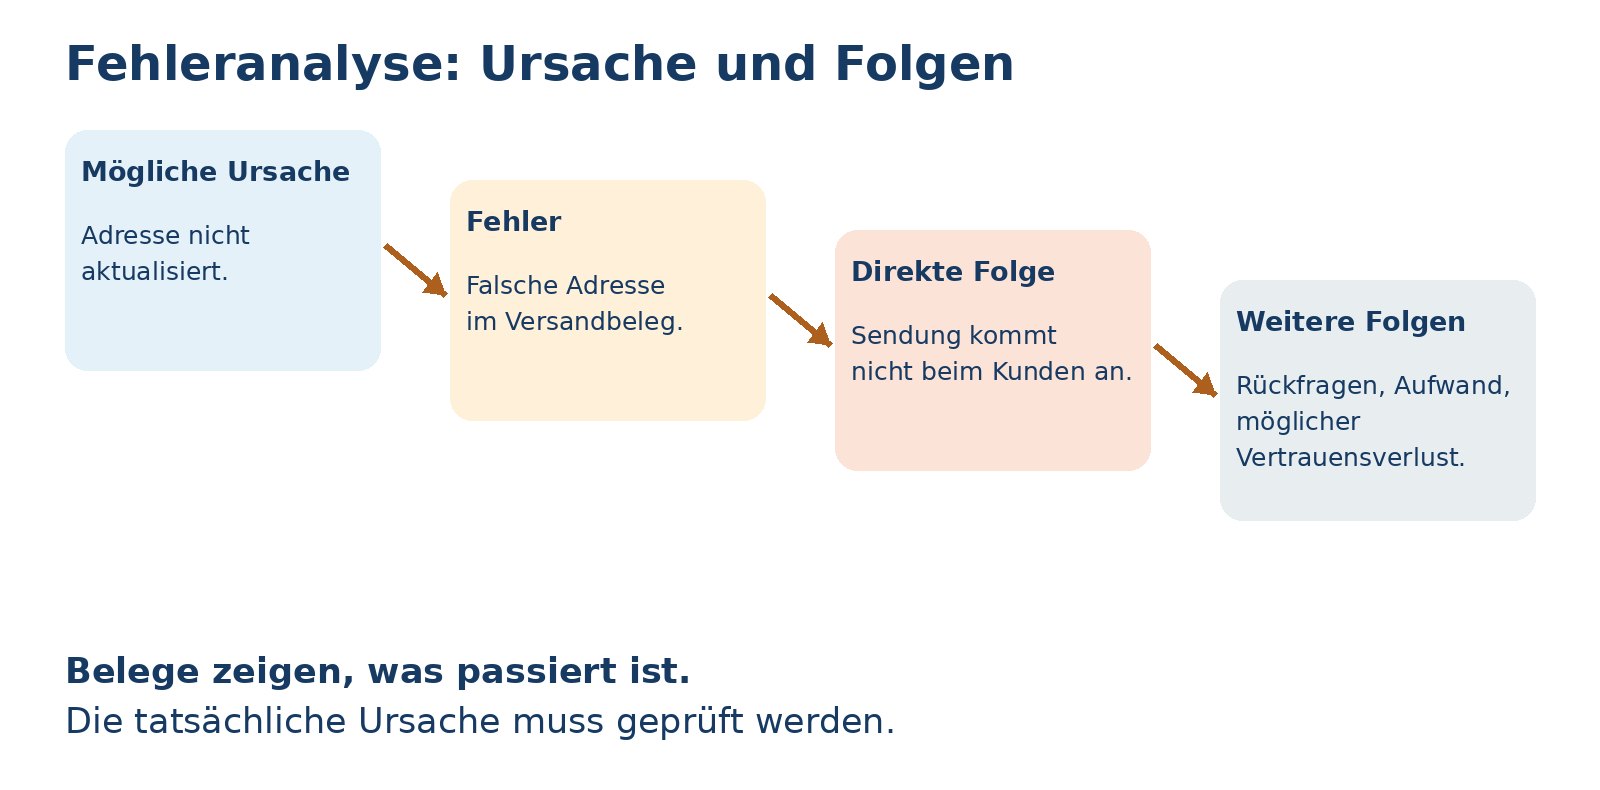 Fehleranalyse: Ursache und Folgen
Mögliche Ursache
Adresse nicht
aktualisiert.
Fehler
Falsche Adresse
im Versandbeleg.
Direkte Folge
Sendung kommt
nicht beim Kunden an.
Weitere Folgen
Rückfragen, Aufwand,
möglicher
Vertrauensverlust.
Belege zeigen, was passiert ist.
Die tatsächliche Ursache muss geprüft werden.